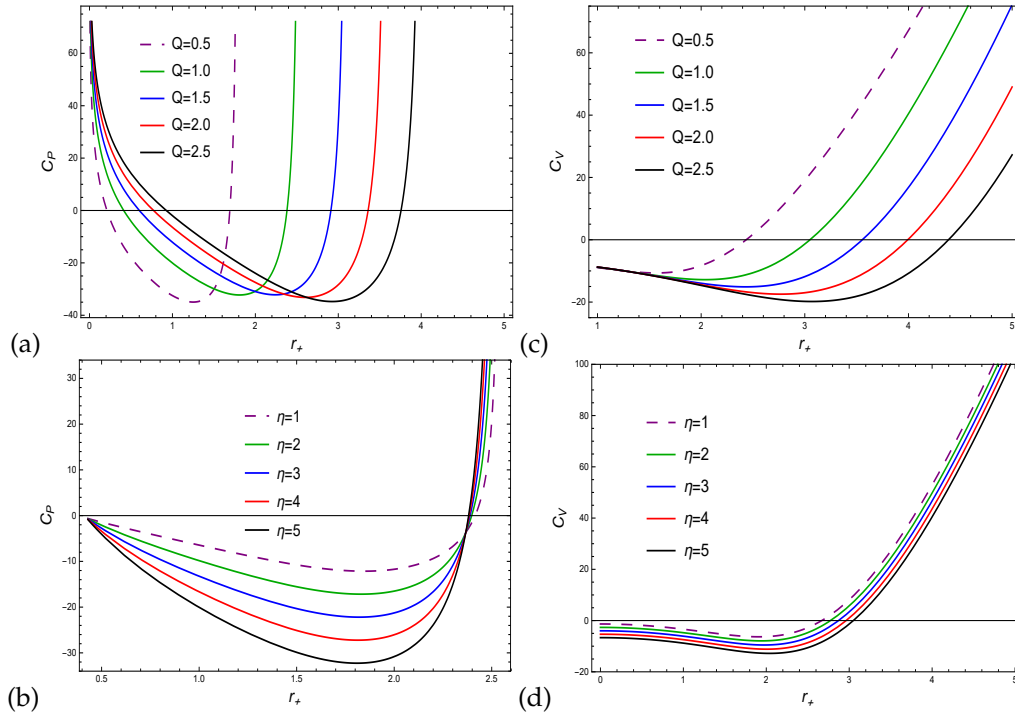 Q=0.5
Q=1.0
Q=1.5
Q=2.0
Q=2.5
C_P
60
40
20
0
−20
−40
0 1 2 3 4 5
r_+
(a)
Q=0.5
Q=1.0
Q=1.5
Q=2.0
Q=2.5
C_V
60
40
20
0
−20
1 2 3 4 5
r_+
(c)
η=1
η=2
η=3
η=4
η=5
C_P
30
20
10
0
−10
−20
−30
0.5 1.0 1.5 2.0 2.5
r_+
(b)
η=1
η=2
η=3
η=4
η=5
C_V
100
80
60
40
20
0
−20
0 1 2 3 4 5
r_+
(d)